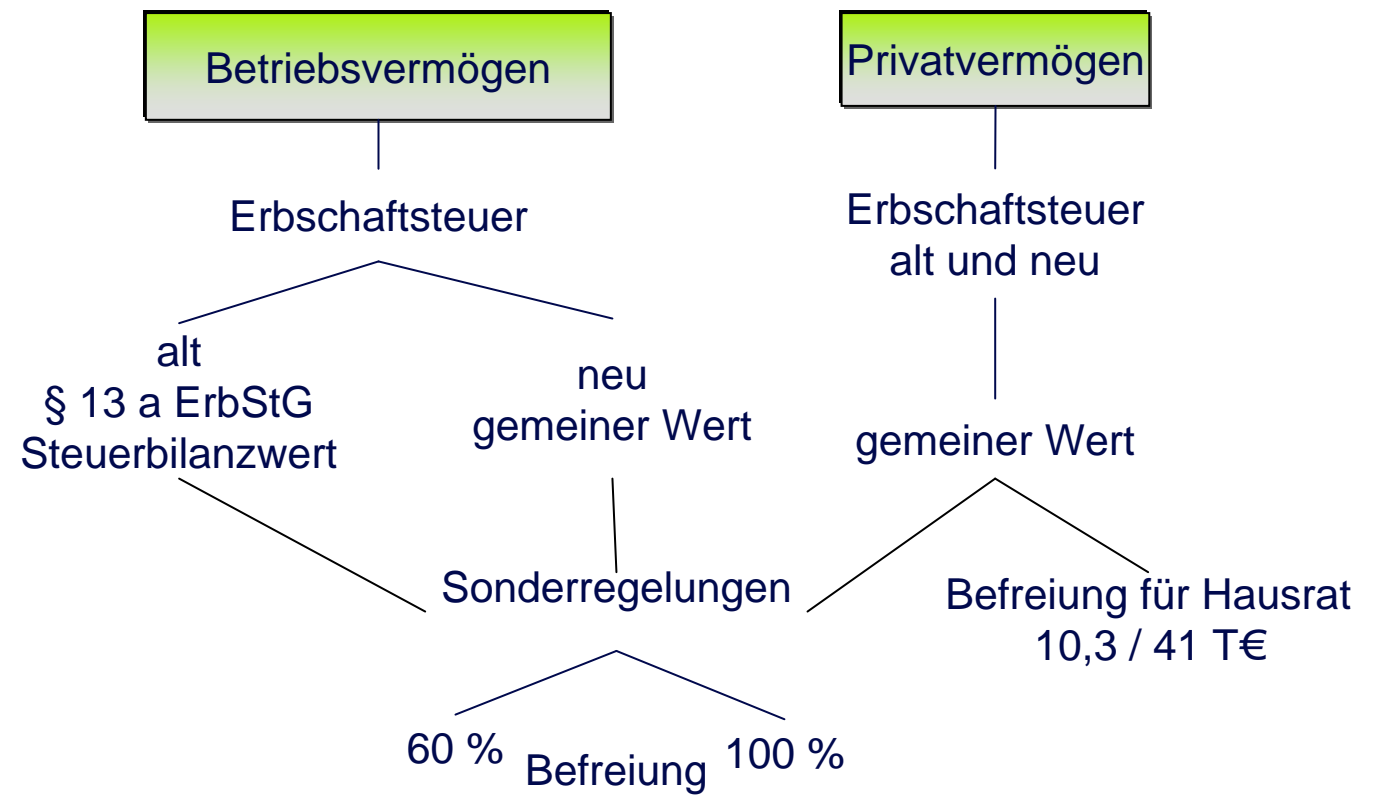 Betriebsvermögen
Privatvermögen
Erbschaftsteuer
Erbschaftsteuer
alt und neu
alt
§ 13 a ErbStG
Steuerbilanzwert
neu
gemeiner Wert
gemeiner Wert
Sonderregelungen
Befreiung für Hausrat
10,3 / 41 T€
60 % Befreiung 100 %